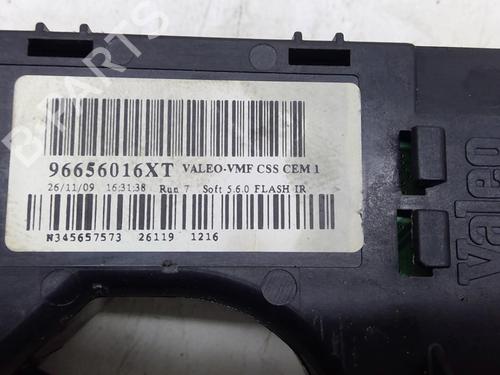 96656016XT VALEO-VMF CSS CEM 1
26/11/09 16:31:38 Run 7 Soft 5.6.0 FLASH IR
N345657573 26119 1216
Valeo
B-PARTS